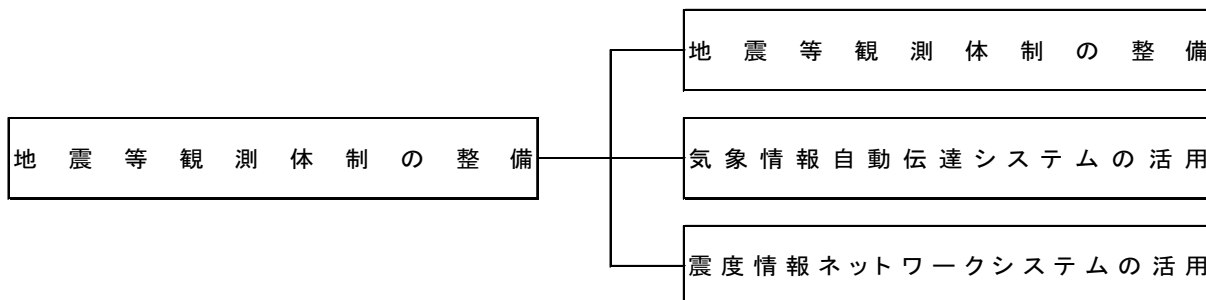 地震等観測体制の整備
地震等観測体制の整備
気象情報自動伝達システムの活用
震度情報ネットワークシステムの活用